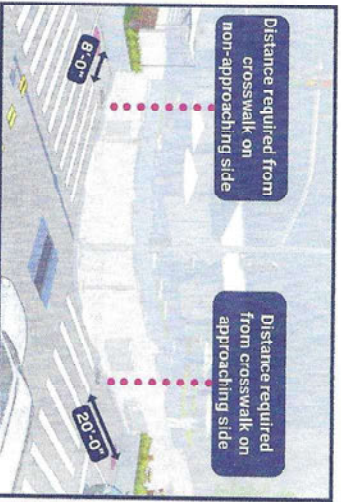 Distance required from
crosswalk on
non-approaching side
8'-0"
Distance required
from crosswalk on
approaching side
20'-0"